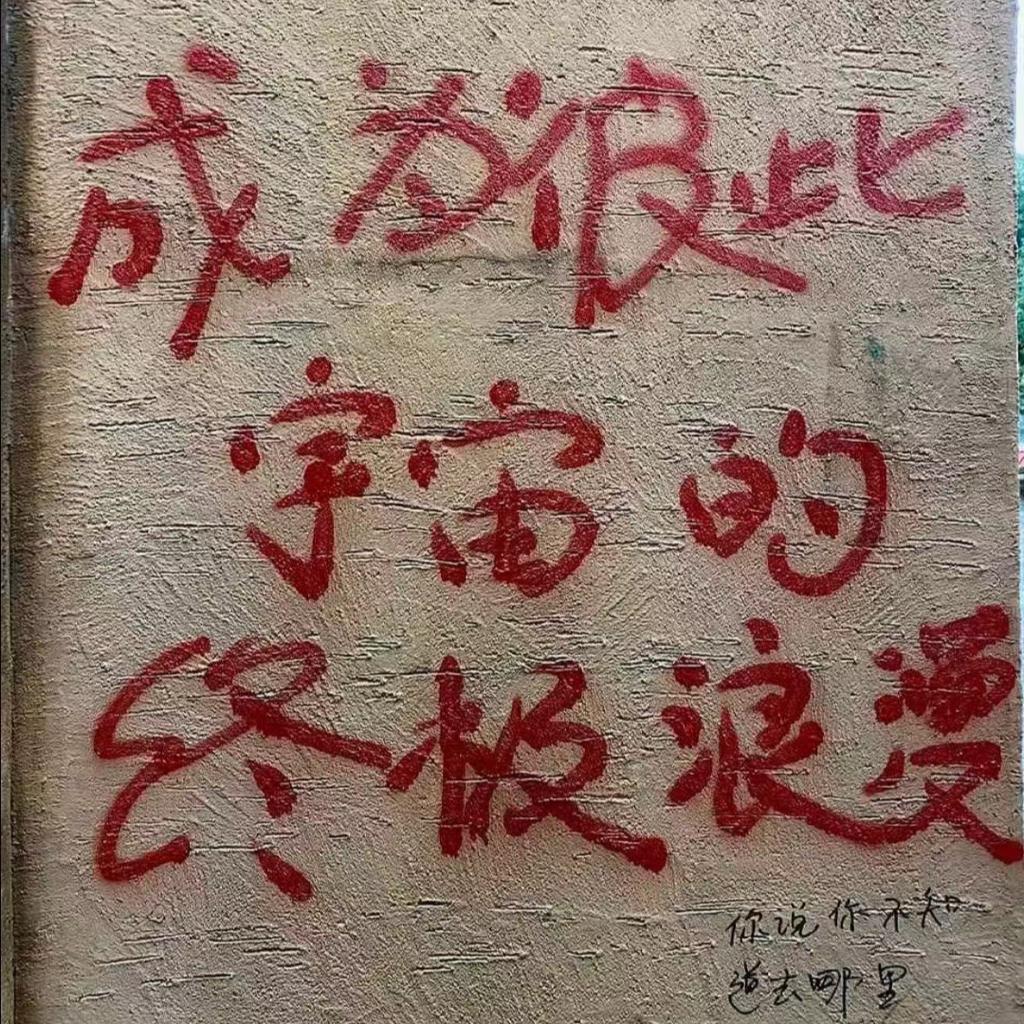 成为彼此
宇宙的
终极浪漫
你说你不知
道去哪里